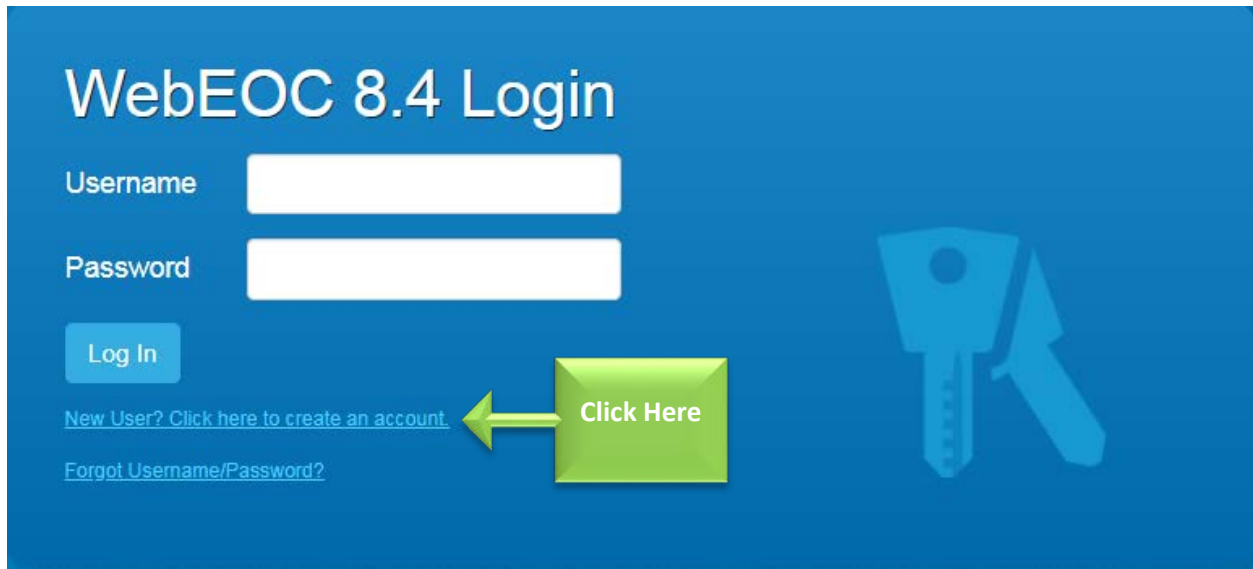 WebEOC 8.4 Login
Username
Password
Log In
New User? Click here to create an account.
Click Here
Forgot Username/Password?